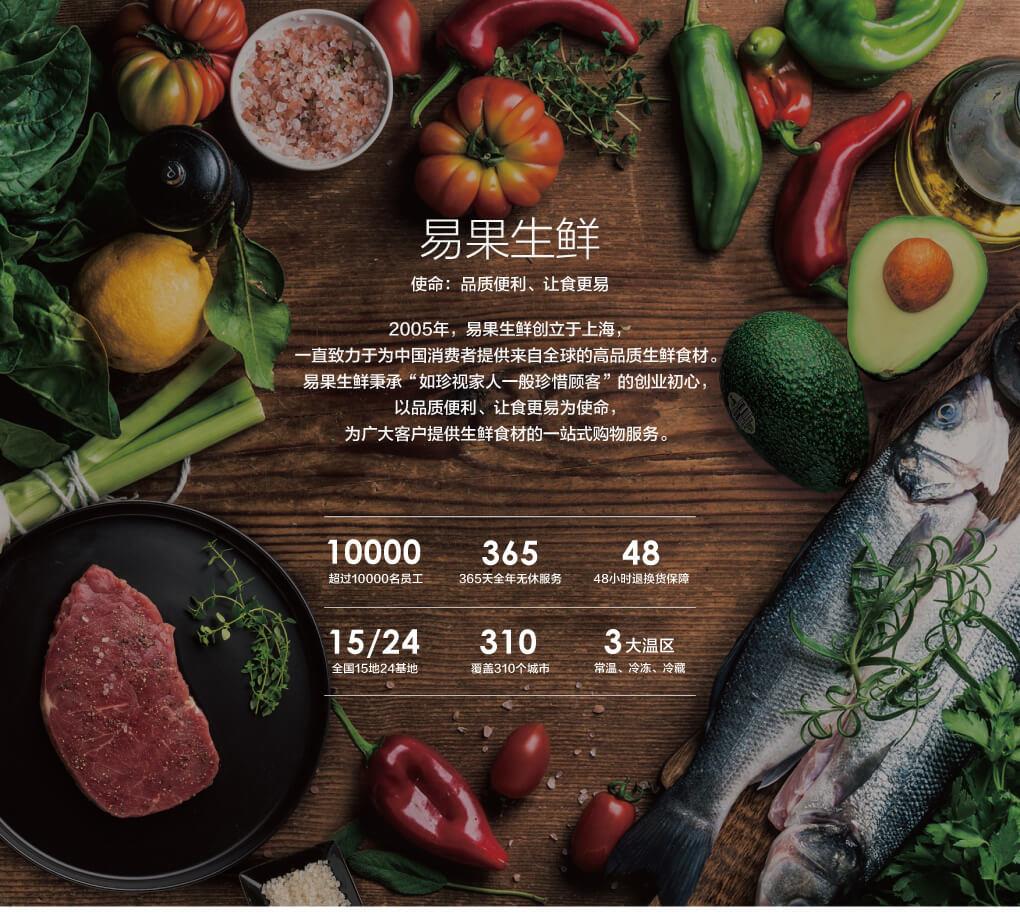 易果生鲜
使命：品质便利、让食更易
2005年，易果生鲜创立于上海，
一直致力于为中国消费者提供来自全球的高品质生鲜食材。
易果生鲜秉承“如珍视家人一般珍惜顾客”的创业初心，
以品质便利、让食更易为使命，
为广大客户提供生鲜食材的一站式购物服务。
10000 365 48
超过10000名员工 365天全年无休服务 48小时退换货保障
15/24 310 3大温区
全国15地24基地 覆盖310个城市 常温、冷冻、冷藏